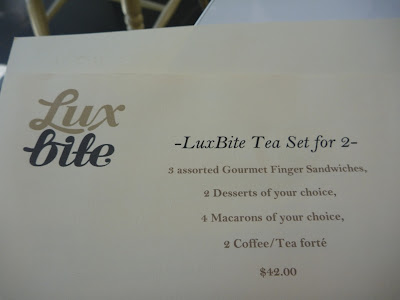 Lux
bite
-LuxBite Tea Set for 2-
3 assorted Gourmet Finger Sandwiches,
2 Desserts of your choice,
4 Macarons of your choice,
2 Coffee/Tea forté
$42.00